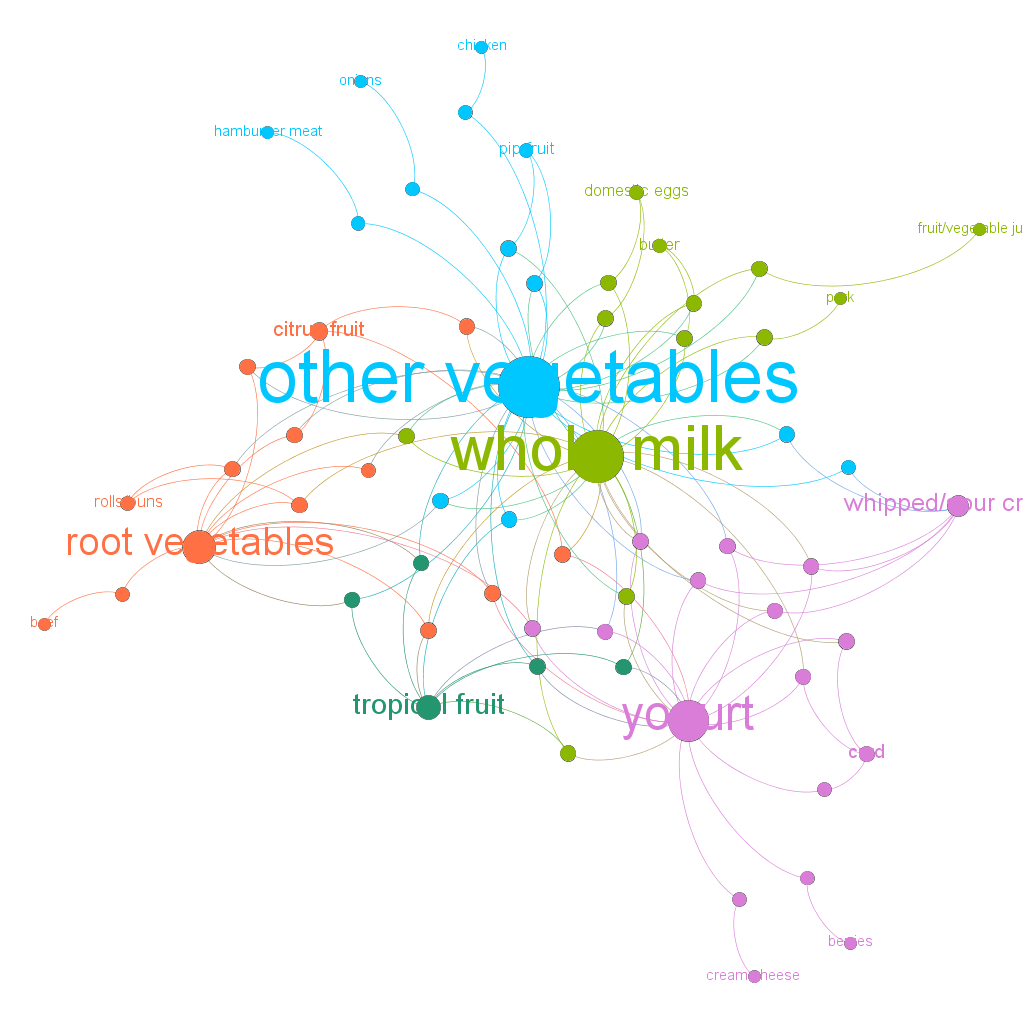 chicken
onions
hamburger meat
pip fruit
domestic eggs
fruit/vegetable ju
butter
pork
citrus fruit
other vegetables
whole milk
rolls/buns
whipped/sour cr
root vegetables
beef
tropical fruit
yogurt
curd
berries
cream cheese